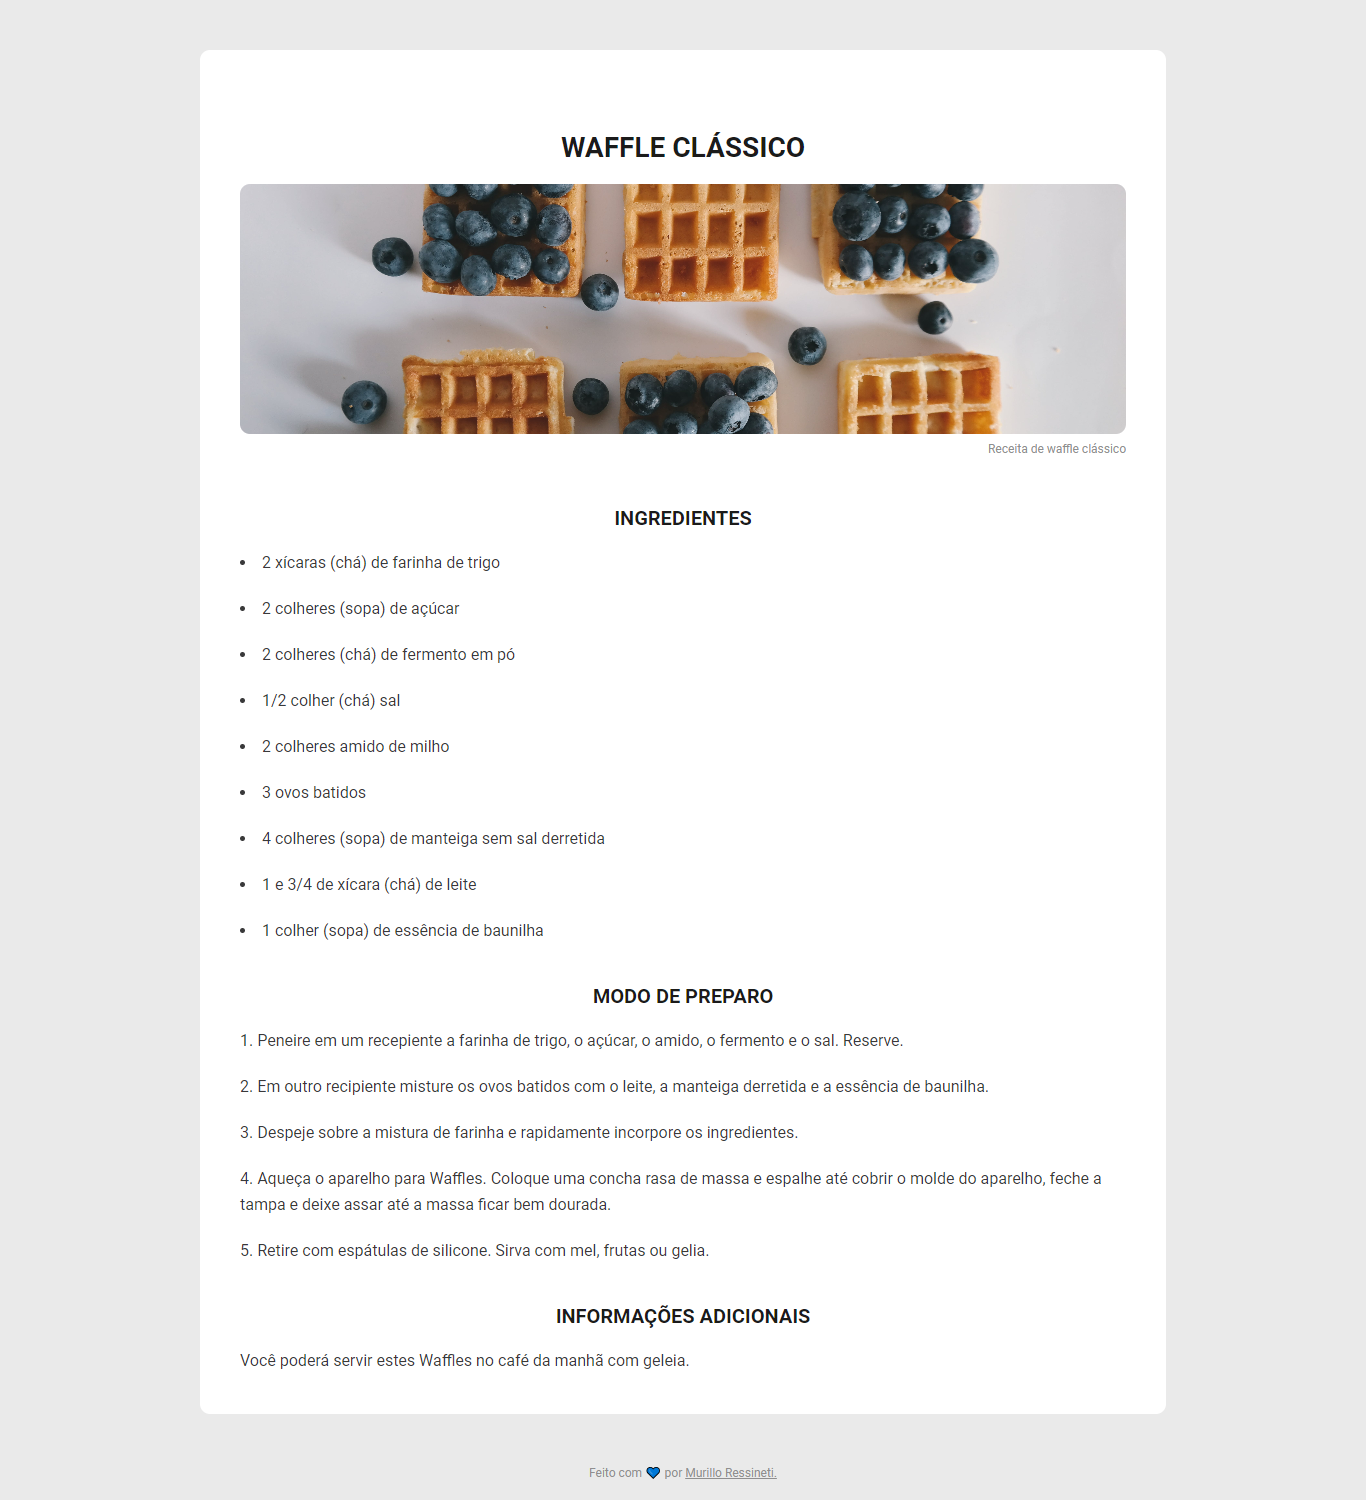 WAFFLE CLÁSSICO
Receita de waffle clássico
INGREDIENTES
• 2 xícaras (chá) de farinha de trigo
• 2 colheres (sopa) de açúcar
• 2 colheres (chá) de fermento em pó
• 1/2 colher (chá) sal
• 2 colheres amido de milho
• 3 ovos batidos
• 4 colheres (sopa) de manteiga sem sal derretida
• 1 e 3/4 de xícara (chá) de leite
• 1 colher (sopa) de essência de baunilha
MODO DE PREPARO
1. Peneire em um recepiente a farinha de trigo, o açúcar, o amido, o fermento e o sal. Reserve.
2. Em outro recipiente misture os ovos batidos com o leite, a manteiga derretida e a essência de baunilha.
3. Despeje sobre a mistura de farinha e rapidamente incorpore os ingredientes.
4. Aqueça o aparelho para Waffles. Coloque uma concha rasa de massa e espalhe até cobrir o molde do aparelho, feche a
tampa e deixe assar até a massa ficar bem dourada.
5. Retire com espátulas de silicone. Sirva com mel, frutas ou gelia.
INFORMAÇÕES ADICIONAIS
Você poderá servir estes Waffles no café da manhã com geleia.
Feito com 💙 por Murillo Ressineti.